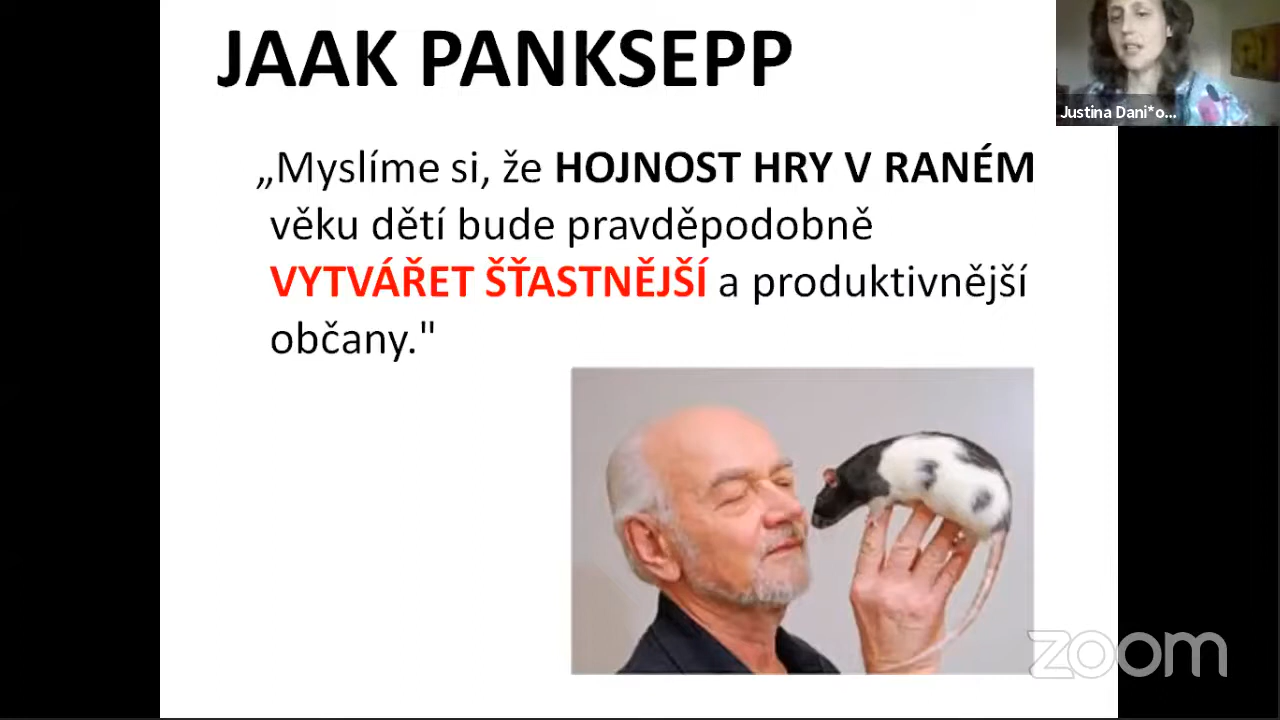 JAAK PANKSEPP
Justina Dani*o...
„Myslíme si, že HOJNOST HRY V RANÉM
věku dětí bude pravděpodobně
VYTVÁŘET ŠŤASTNĚJŠÍ a produktivnější
občany."
zoom